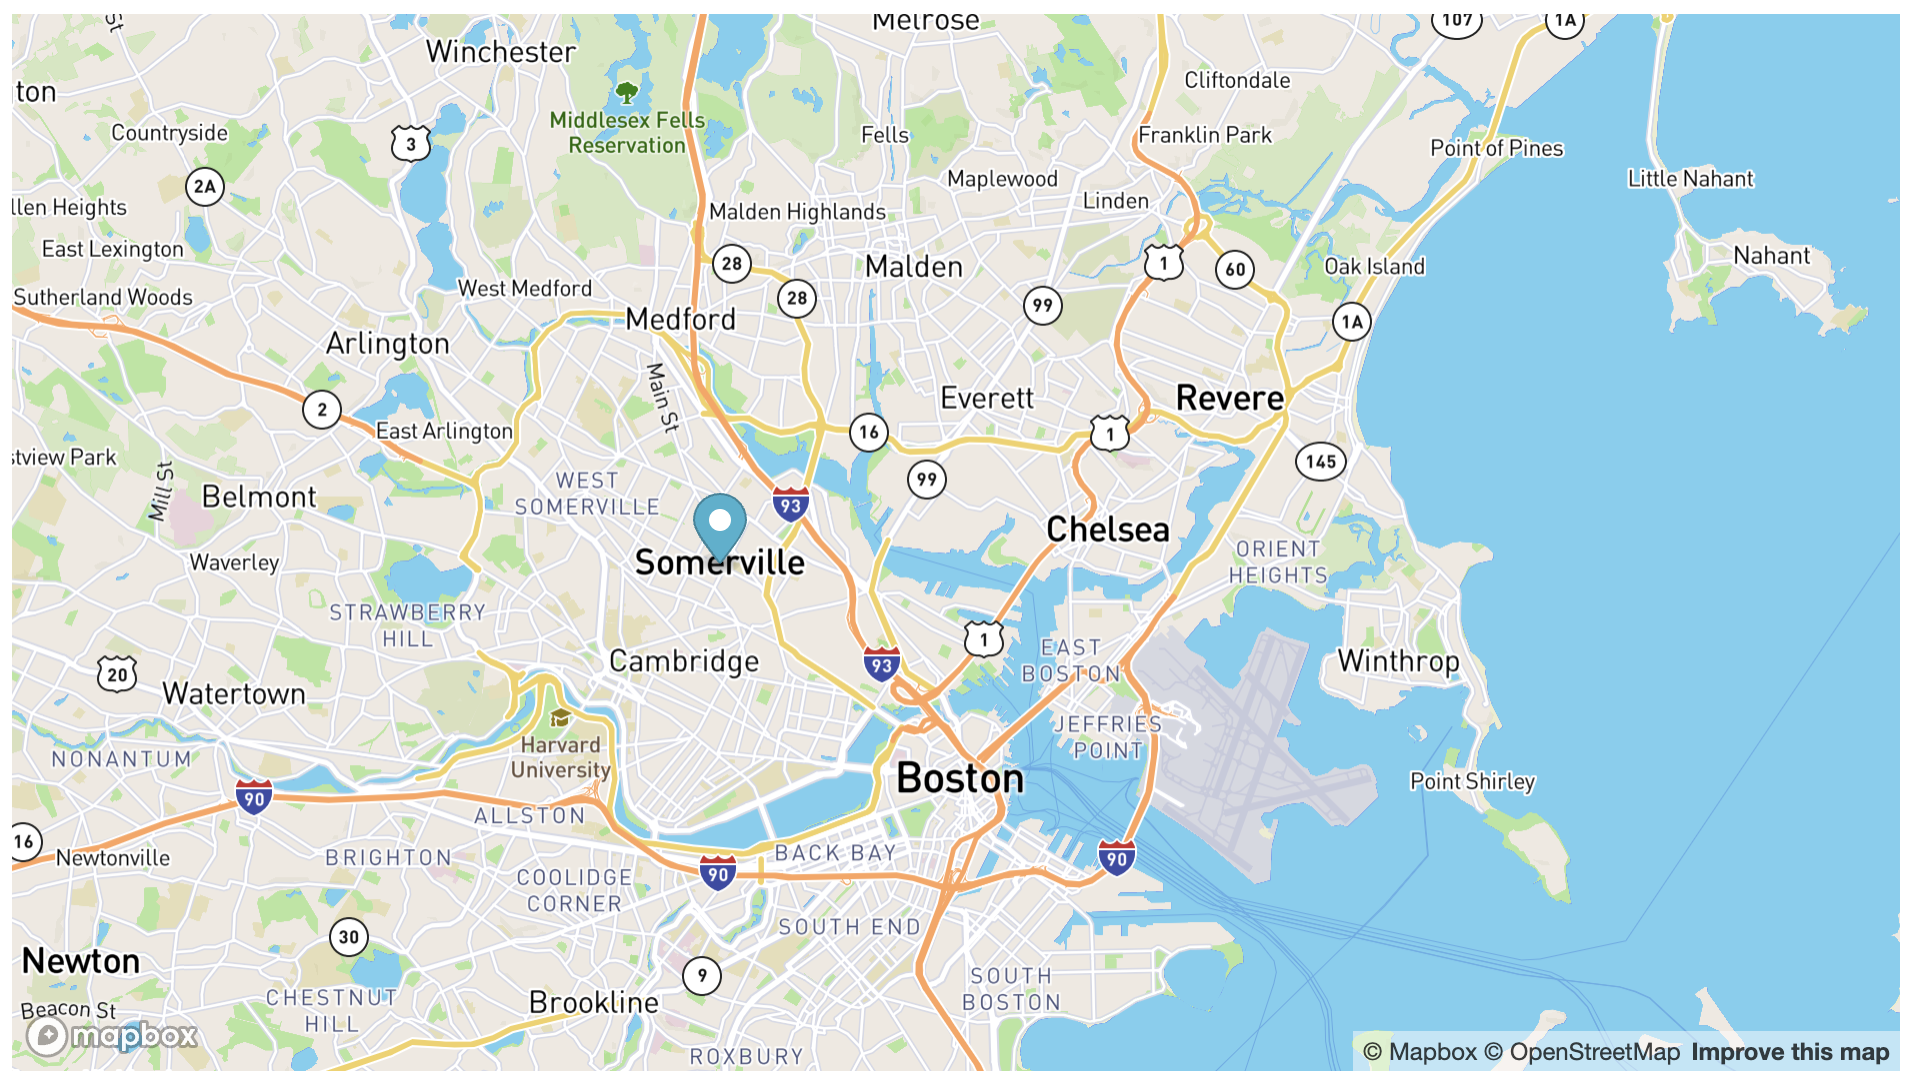 Melrose
107
1A
St
Winchester
ton
Cliftondale
Countryside
3
Middlesex Fells
Reservation
Fells
Franklin Park
Point of Pines
2A
Maplewood
Little Nahant
llen Heights
Malden Highlands
Linden
East Lexington
28
Malden
1
60
Oak Island
Nahant
Sutherland Woods
West Medford
28
99
Medford
1A
Arlington
Main St
2
Everett
Revere
East Arlington
16
1
stview Park
Mill St
145
Belmont
WEST
SOMERVILLE
99
93
Chelsea
Waverley
Somerville
ORIENT
HEIGHTS
STRAWBERRY
HILL
1
EAST
BOSTON
20
Cambridge
93
Winthrop
Watertown
Harvard
University
JEFFRIES
POINT
NONANTUM
Boston
Point Shirley
90
ALLSTON
16
Newtonville
BRIGHTON
BACK BAY
90
COOLIDGE
CORNER
90
SOUTH END
30
Newton
9
SOUTH
BOSTON
CHESTNUT
HILL
Brookline
Beacon St
mapbox
ROXBURY
© Mapbox © OpenStreetMap Improve this map